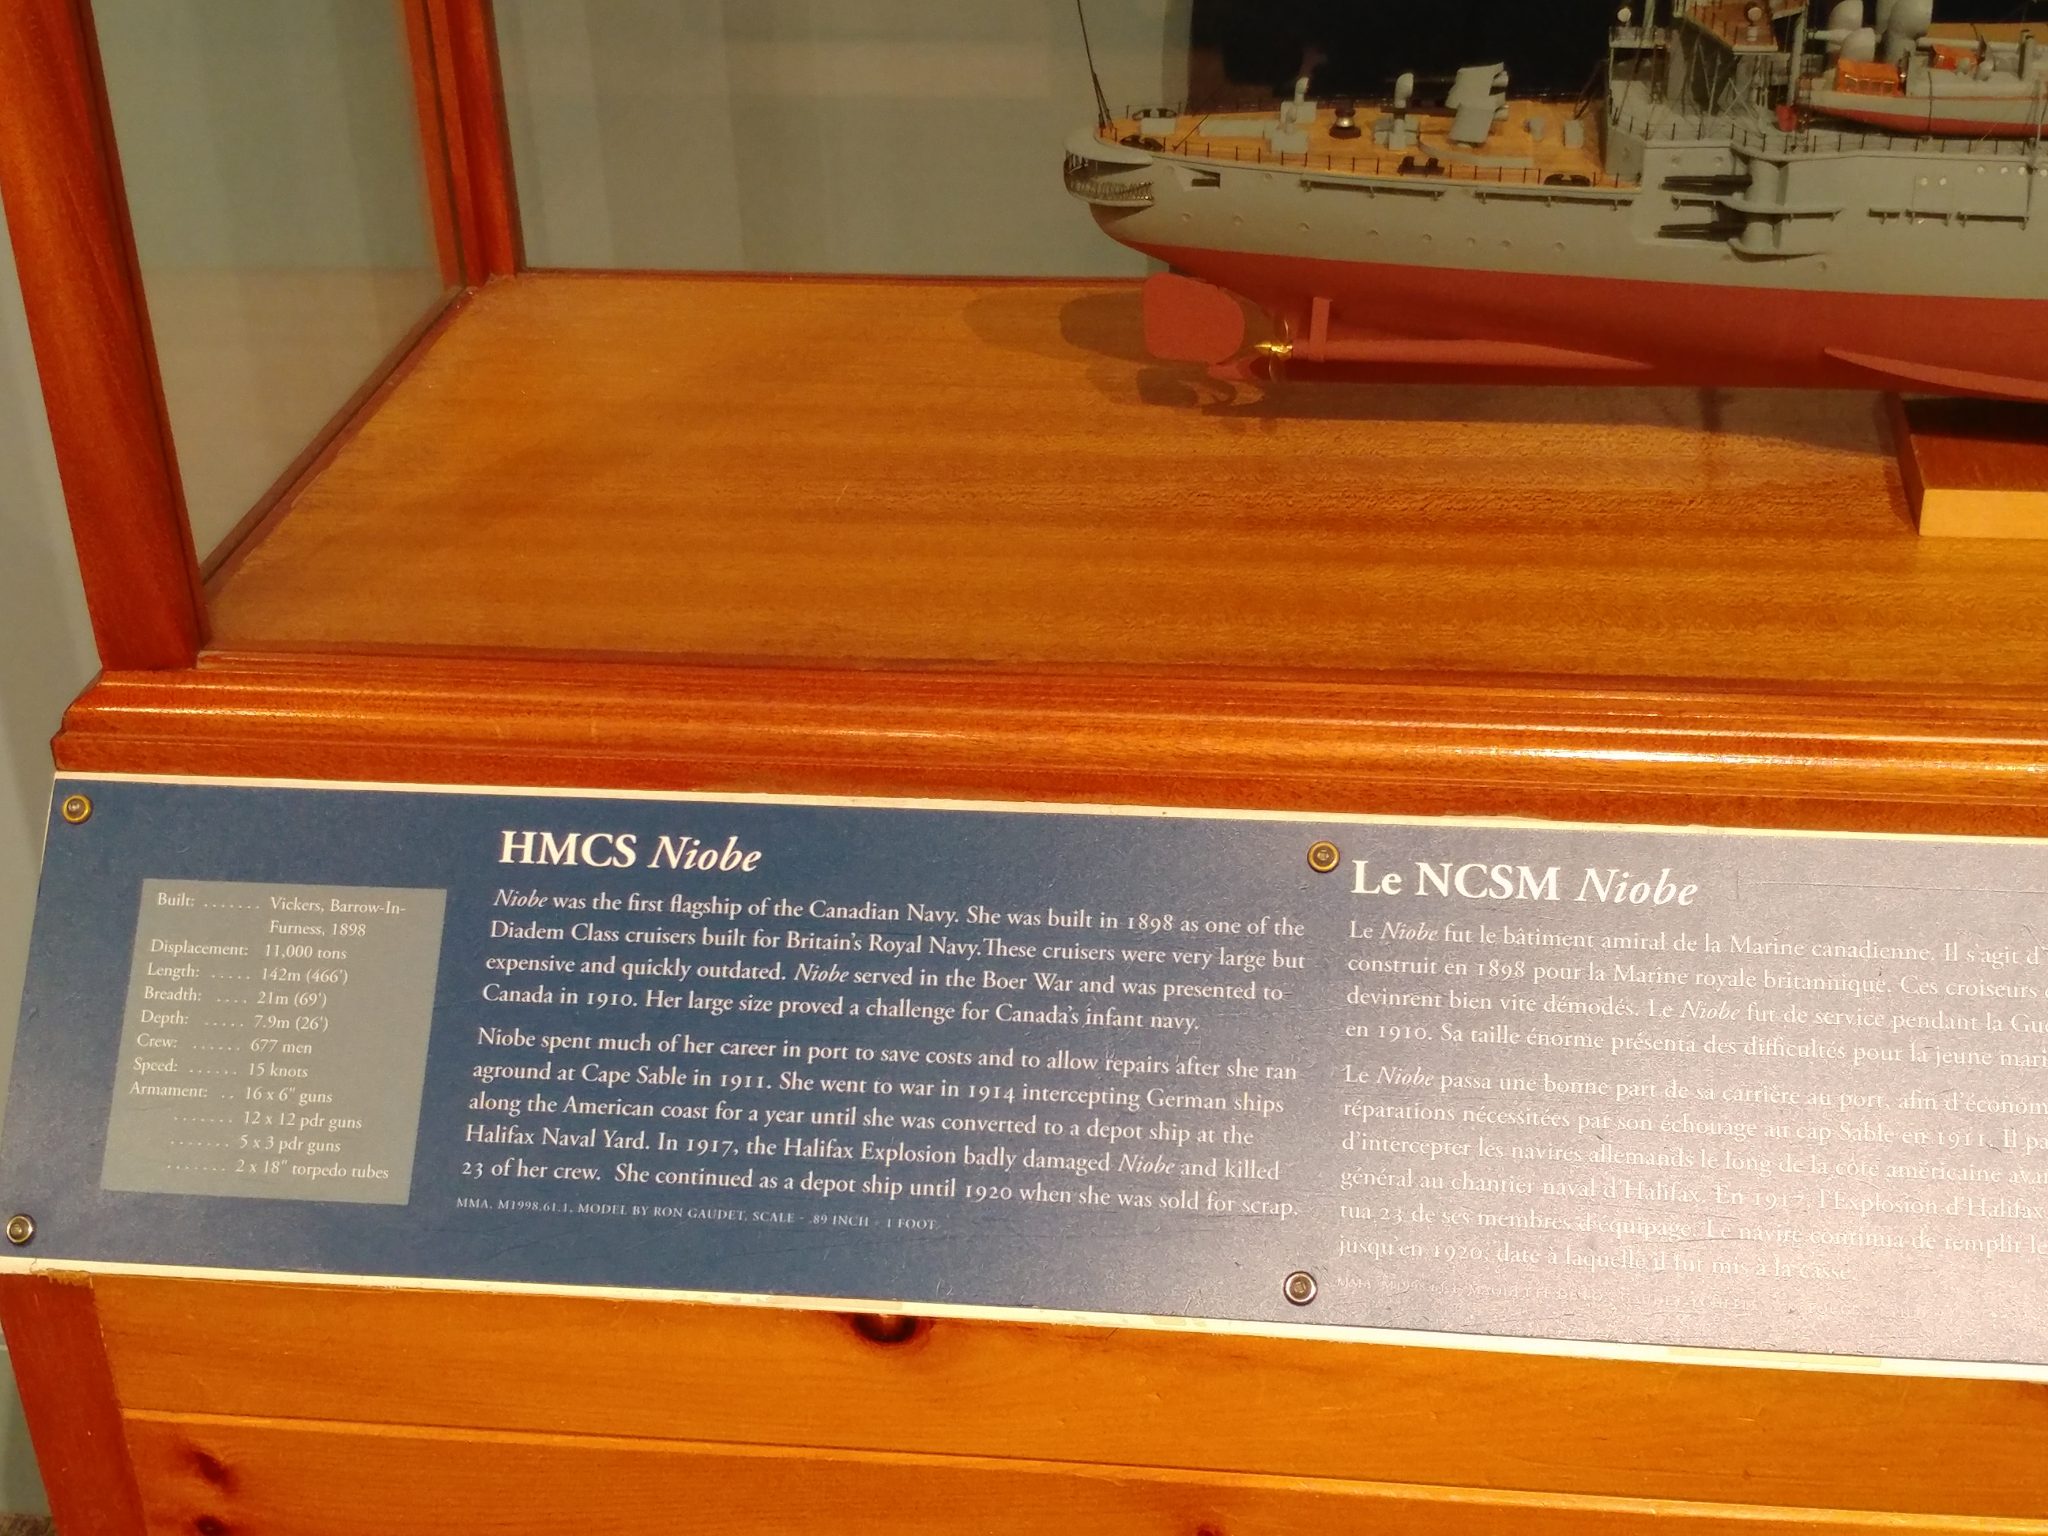 HMCS Niobe
Built: ....... Vickers, Barrow-In-
Furness, 1898
Displacement: 11,000 tons
Length: ..... 142m (466')
Breadth: .... 21m (69')
Depth: ..... 7.9m (26')
Crew: ...... 677 men
Speed: ...... 15 knots
Armament: .. 16 x 6" guns
....... 12 x 12 pdr guns
....... 5 x 3 pdr guns
....... 2 x 18" torpedo tubes
Niobe was the first flagship of the Canadian Navy. She was built in 1898 as one of the
Diadem Class cruisers built for Britain's Royal Navy. These cruisers were very large but
expensive and quickly outdated. Niobe served in the Boer War and was presented to
Canada in 1910. Her large size proved a challenge for Canada's infant navy.
Niobe spent much of her career in port to save costs and to allow repairs after she ran
aground at Cape Sable in 1911. She went to war in 1914 intercepting German ships
along the American coast for a year until she was converted to a depot ship at the
Halifax Naval Yard. In 1917, the Halifax Explosion badly damaged Niobe and killed
23 of her crew. She continued as a depot ship until 1920 when she was sold for scrap.
MMA, M1998.61.1, MODEL BY RON GAUDET, SCALE - .89 INCH = 1 FOOT.
Le NCSM Niobe
Le Niobe fut le bâtiment amiral de la Marine canadienne. Il s'agit d'
construit en 1898 pour la Marine royale britannique. Ces croiseurs
devinrent bien vite démodés. Le Niobe fut de service pendant la
en 1910. Sa taille énorme présenta des difficultés pour la jeune
Le Niobe passa une bonne part de sa carrière au port, afin
réparations nécessitées par son échouage au cap Sable en 1911. Il
d'intercepter les navires allemands le long de la côte américaine
général au chantier naval d'Halifax. En 1917, l'Explosion d'Halifax
tua 23 de ses membres d'équipage. Le navire continua de remplir
jusqu'en 1920, date à laquelle il fut mis à la casse.